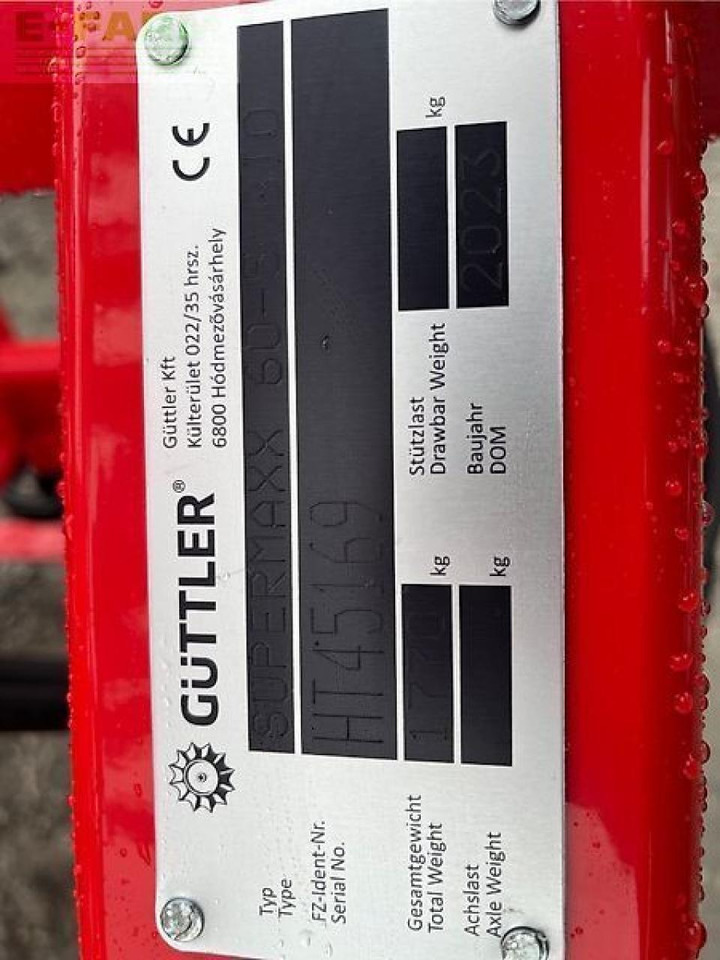 E-FARM
GÜTTLER®
Güttler Kft
Külterület 022/35 hrsz.
6800 Hódmezővásárhely
CE
Typ
Type
SUPERMAXX 60-5
FZ-Ident-Nr.
Serial No.
HT45169
Gesamtgewicht
Total Weight
1770 kg
Stützlast
Drawbar Weight
kg
Achslast
Axle Weight
kg
Baujahr
DOM
2023